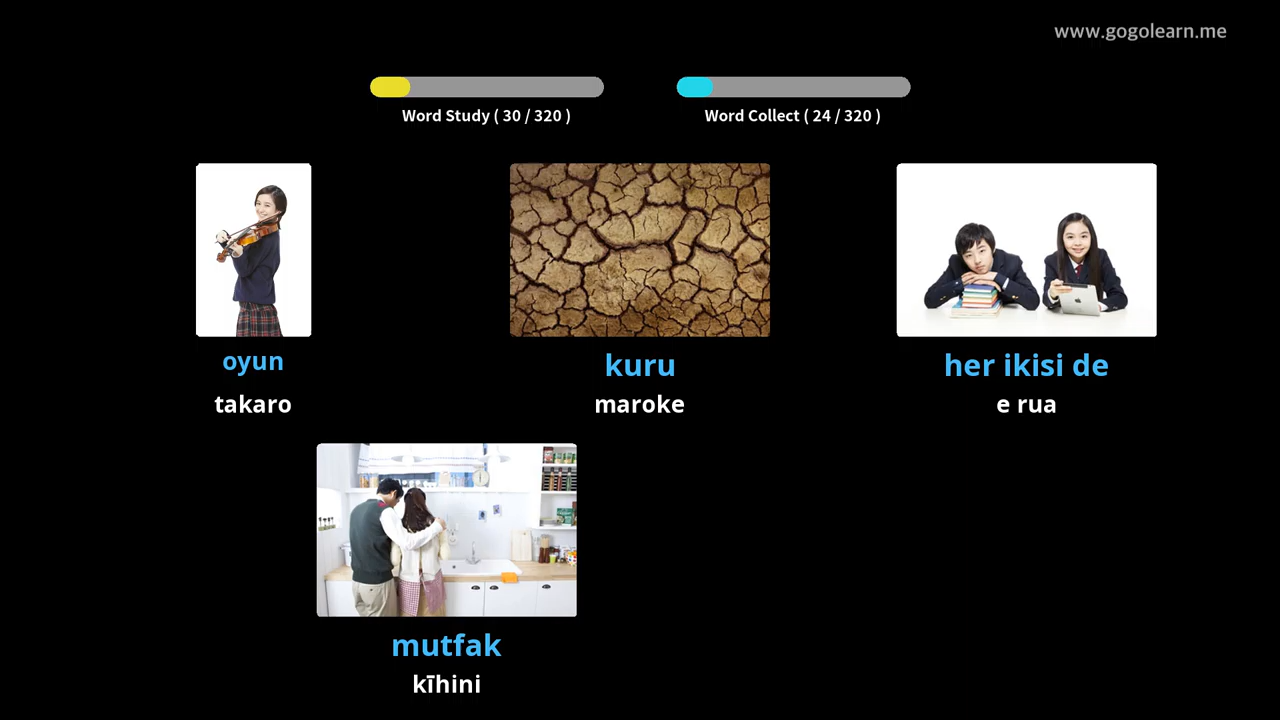 www.gogolearn.me
Word Study ( 30 / 320 )
Word Collect ( 24 / 320 )
oyun
takaro
kuru
maroke
her ikisi de
e rua
mutfak
kīhini